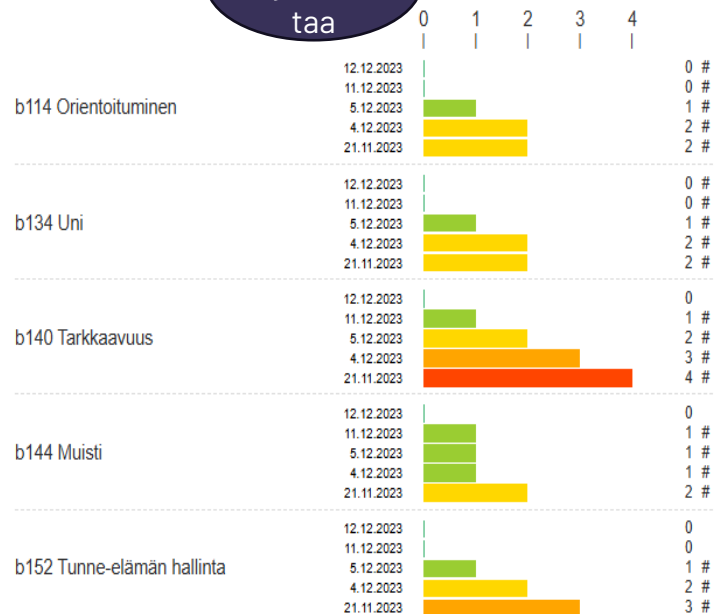 taa
0 1 2 3 4
12.12.2023 0 #
11.12.2023 0 #
b114 Orientoituminen 5.12.2023 1 #
4.12.2023 2 #
21.11.2023 2 #
12.12.2023 0 #
11.12.2023 0 #
b134 Uni 5.12.2023 1 #
4.12.2023 2 #
21.11.2023 2 #
12.12.2023 0
11.12.2023 1 #
b140 Tarkkaavuus 5.12.2023 2 #
4.12.2023 3 #
21.11.2023 4 #
12.12.2023 0
11.12.2023 1 #
b144 Muisti 5.12.2023 1 #
4.12.2023 1 #
21.11.2023 2 #
12.12.2023 0
11.12.2023 0
b152 Tunne-elämän hallinta 5.12.2023 1 #
4.12.2023 2 #
21.11.2023 3 #